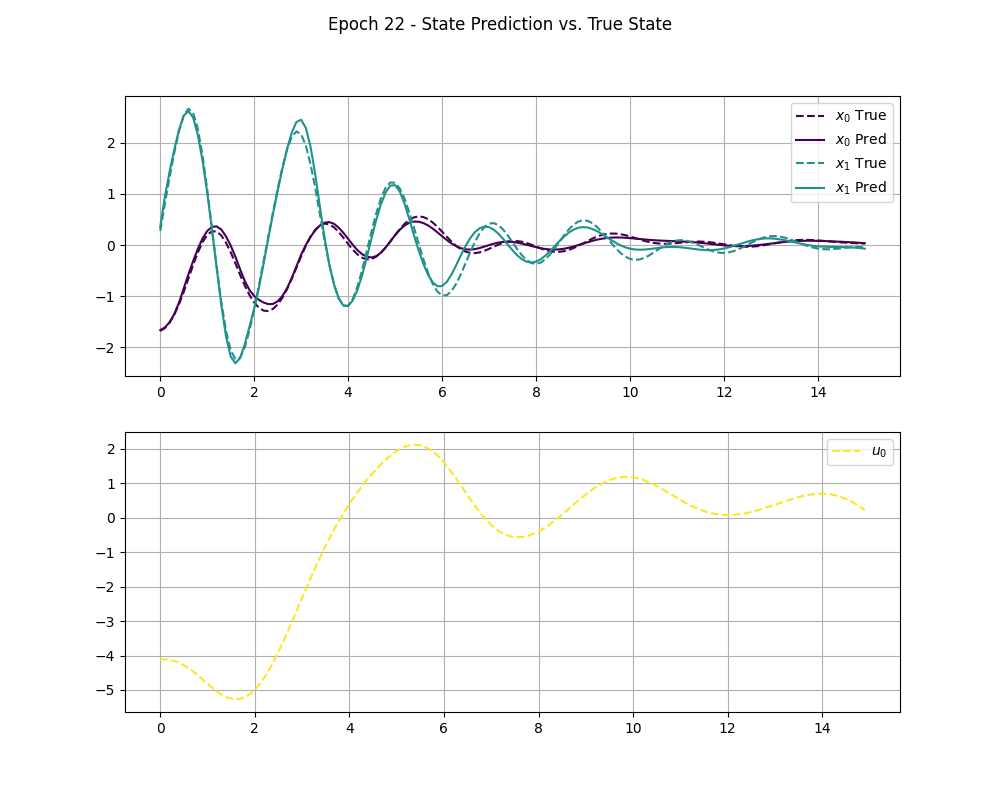 Epoch 22 - State Prediction vs. True State
2
1
0
−1
−2
x₀ True
x₀ Pred
x₁ True
x₁ Pred
0 2 4 6 8 10 12 14
2
1
0
−1
−2
−3
−4
−5
u₀
0 2 4 6 8 10 12 14